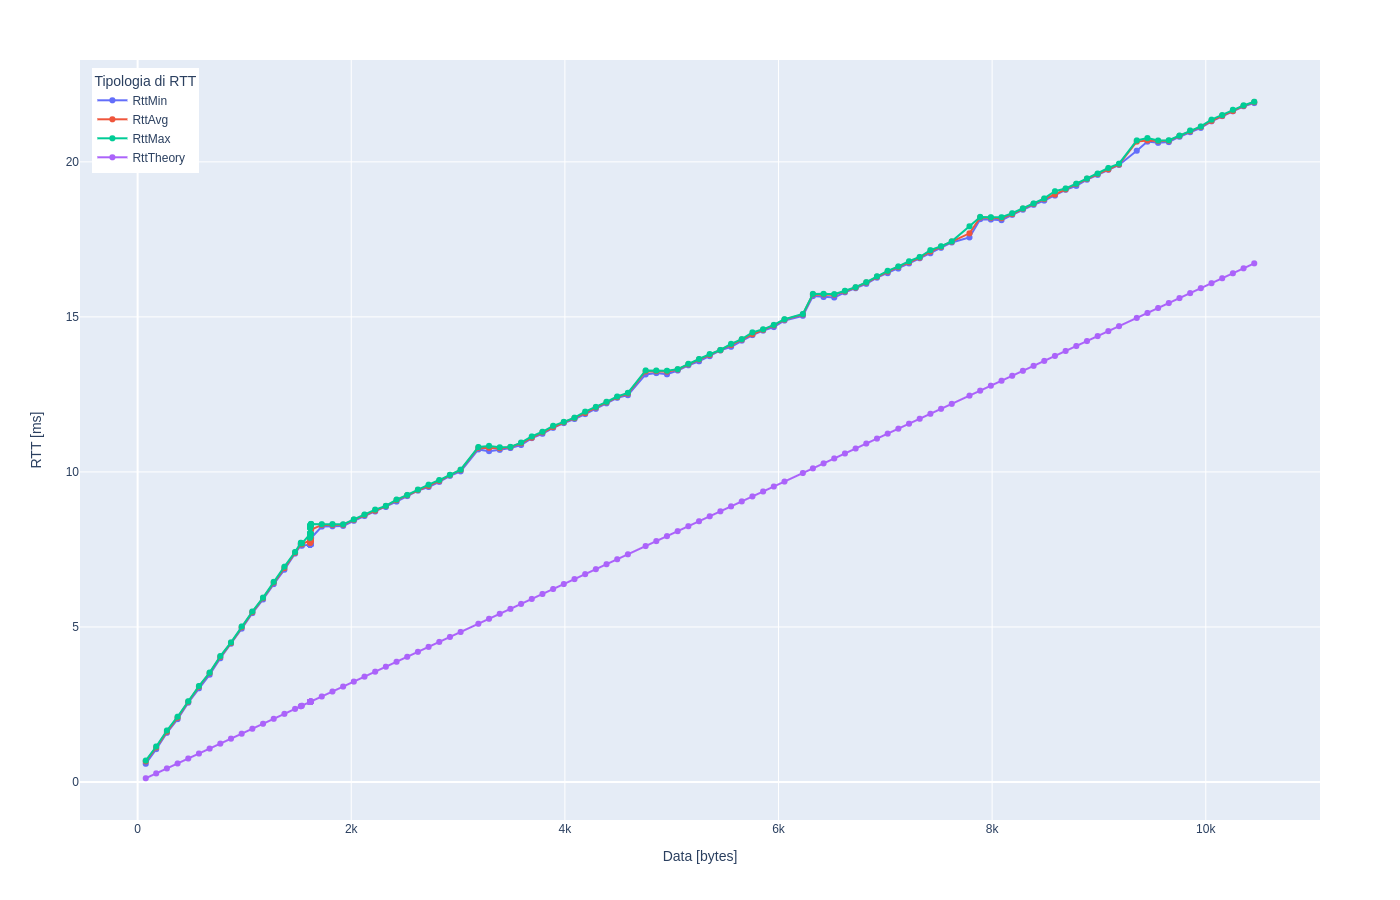 Tipologia di RTT
RttMin
RttAvg
RttMax
RttTheory
20
15
10
5
0
RTT [ms]
0 2k 4k 6k 8k 10k
Data [bytes]